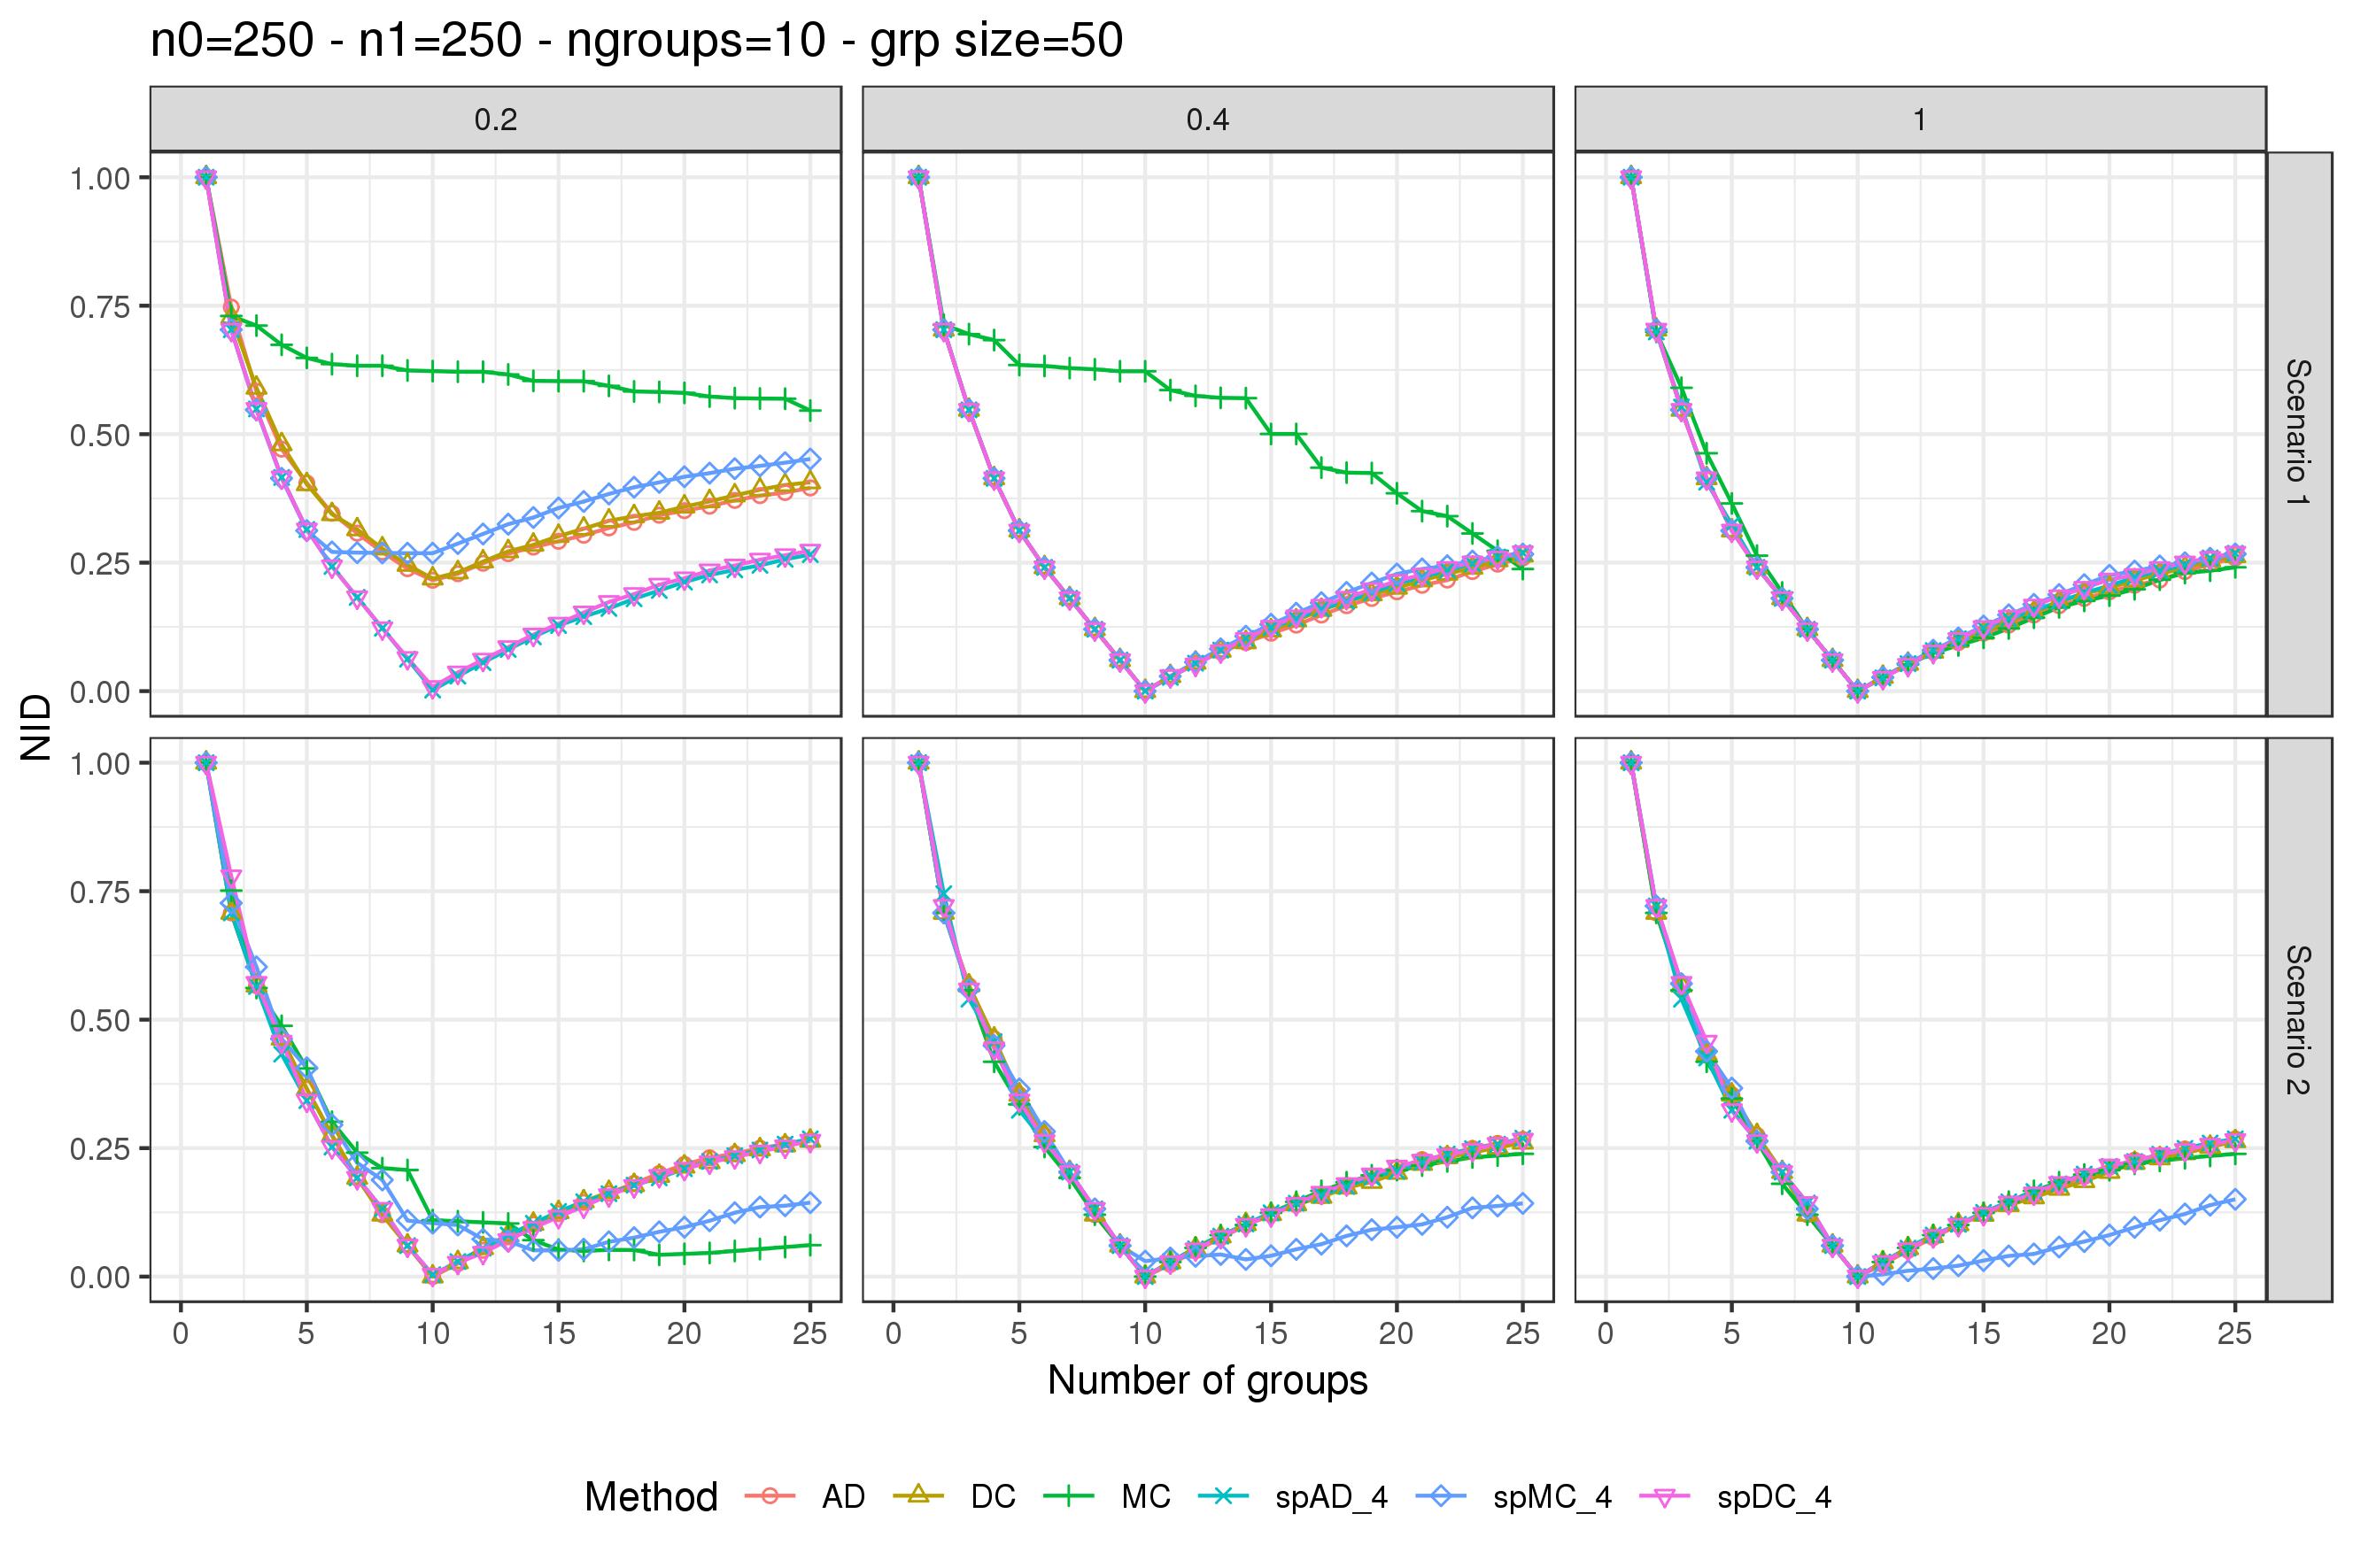 n0=250 - n1=250 - ngroups=10 - grp size=50
0.2 0.4 1
1.00
0.75
0.50
0.25
0.00
Scenario 1
NID
1.00
0.75
0.50
0.25
0.00
Scenario 2
0 5 10 15 20 25 0 5 10 15 20 25 0 5 10 15 20 25
Number of groups
Method AD DC MC spAD_4 spMC_4 spDC_4